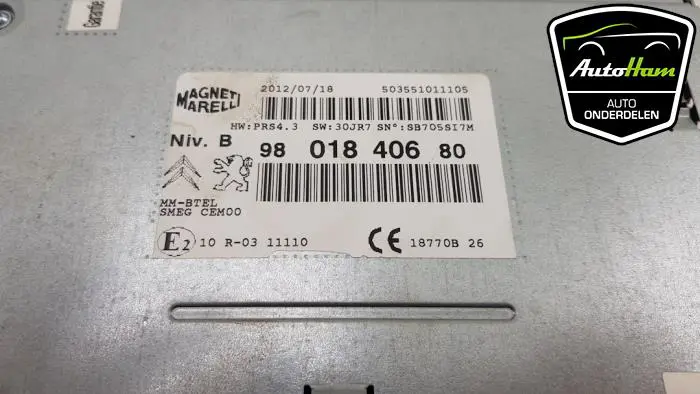 Garantie
AutoHam
AUTO
ONDERDELEN
MAGNETI
MARELLI
2012/07/18 503551011105
HW:PRS4.3 SW:30JR7 SN°:SB705SI7M
Niv. B 98 018 406 80
MM-BTEL
SMEG CEM00
E2 10 R-03 11110 CE 18770B 26